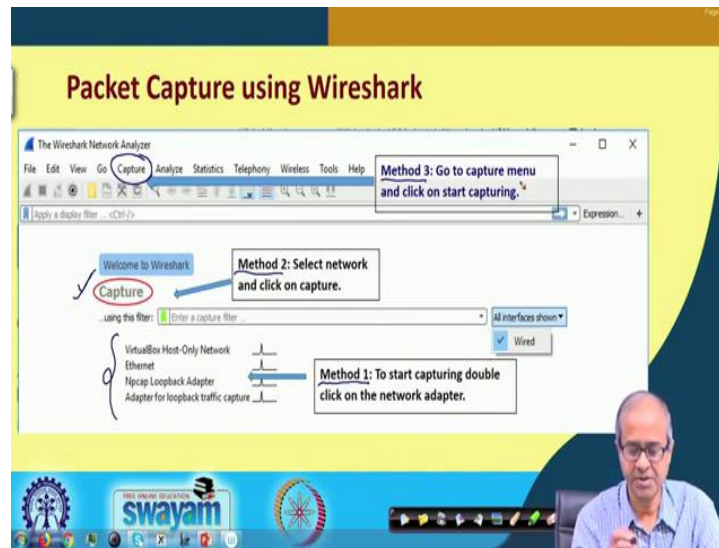 Page
Packet Capture using Wireshark
The Wireshark Network Analyzer
File Edit View Go Capture Analyze Statistics Telephony Wireless Tools Help
Method 3: Go to capture menu
and click on start capturing.
Apply a display filter ... <Ctrl-/>
Expression... +
Welcome to Wireshark
Method 2: Select network
and click on capture.
Capture
...using this filter: Enter a capture filter ...
All interfaces shown
Wired
VirtualBox Host-Only Network
Ethernet
Npcap Loopback Adapter
Adapter for loopback traffic capture
Method 1: To start capturing double
click on the network adapter.
FREE ONLINE EDUCATION
swayam